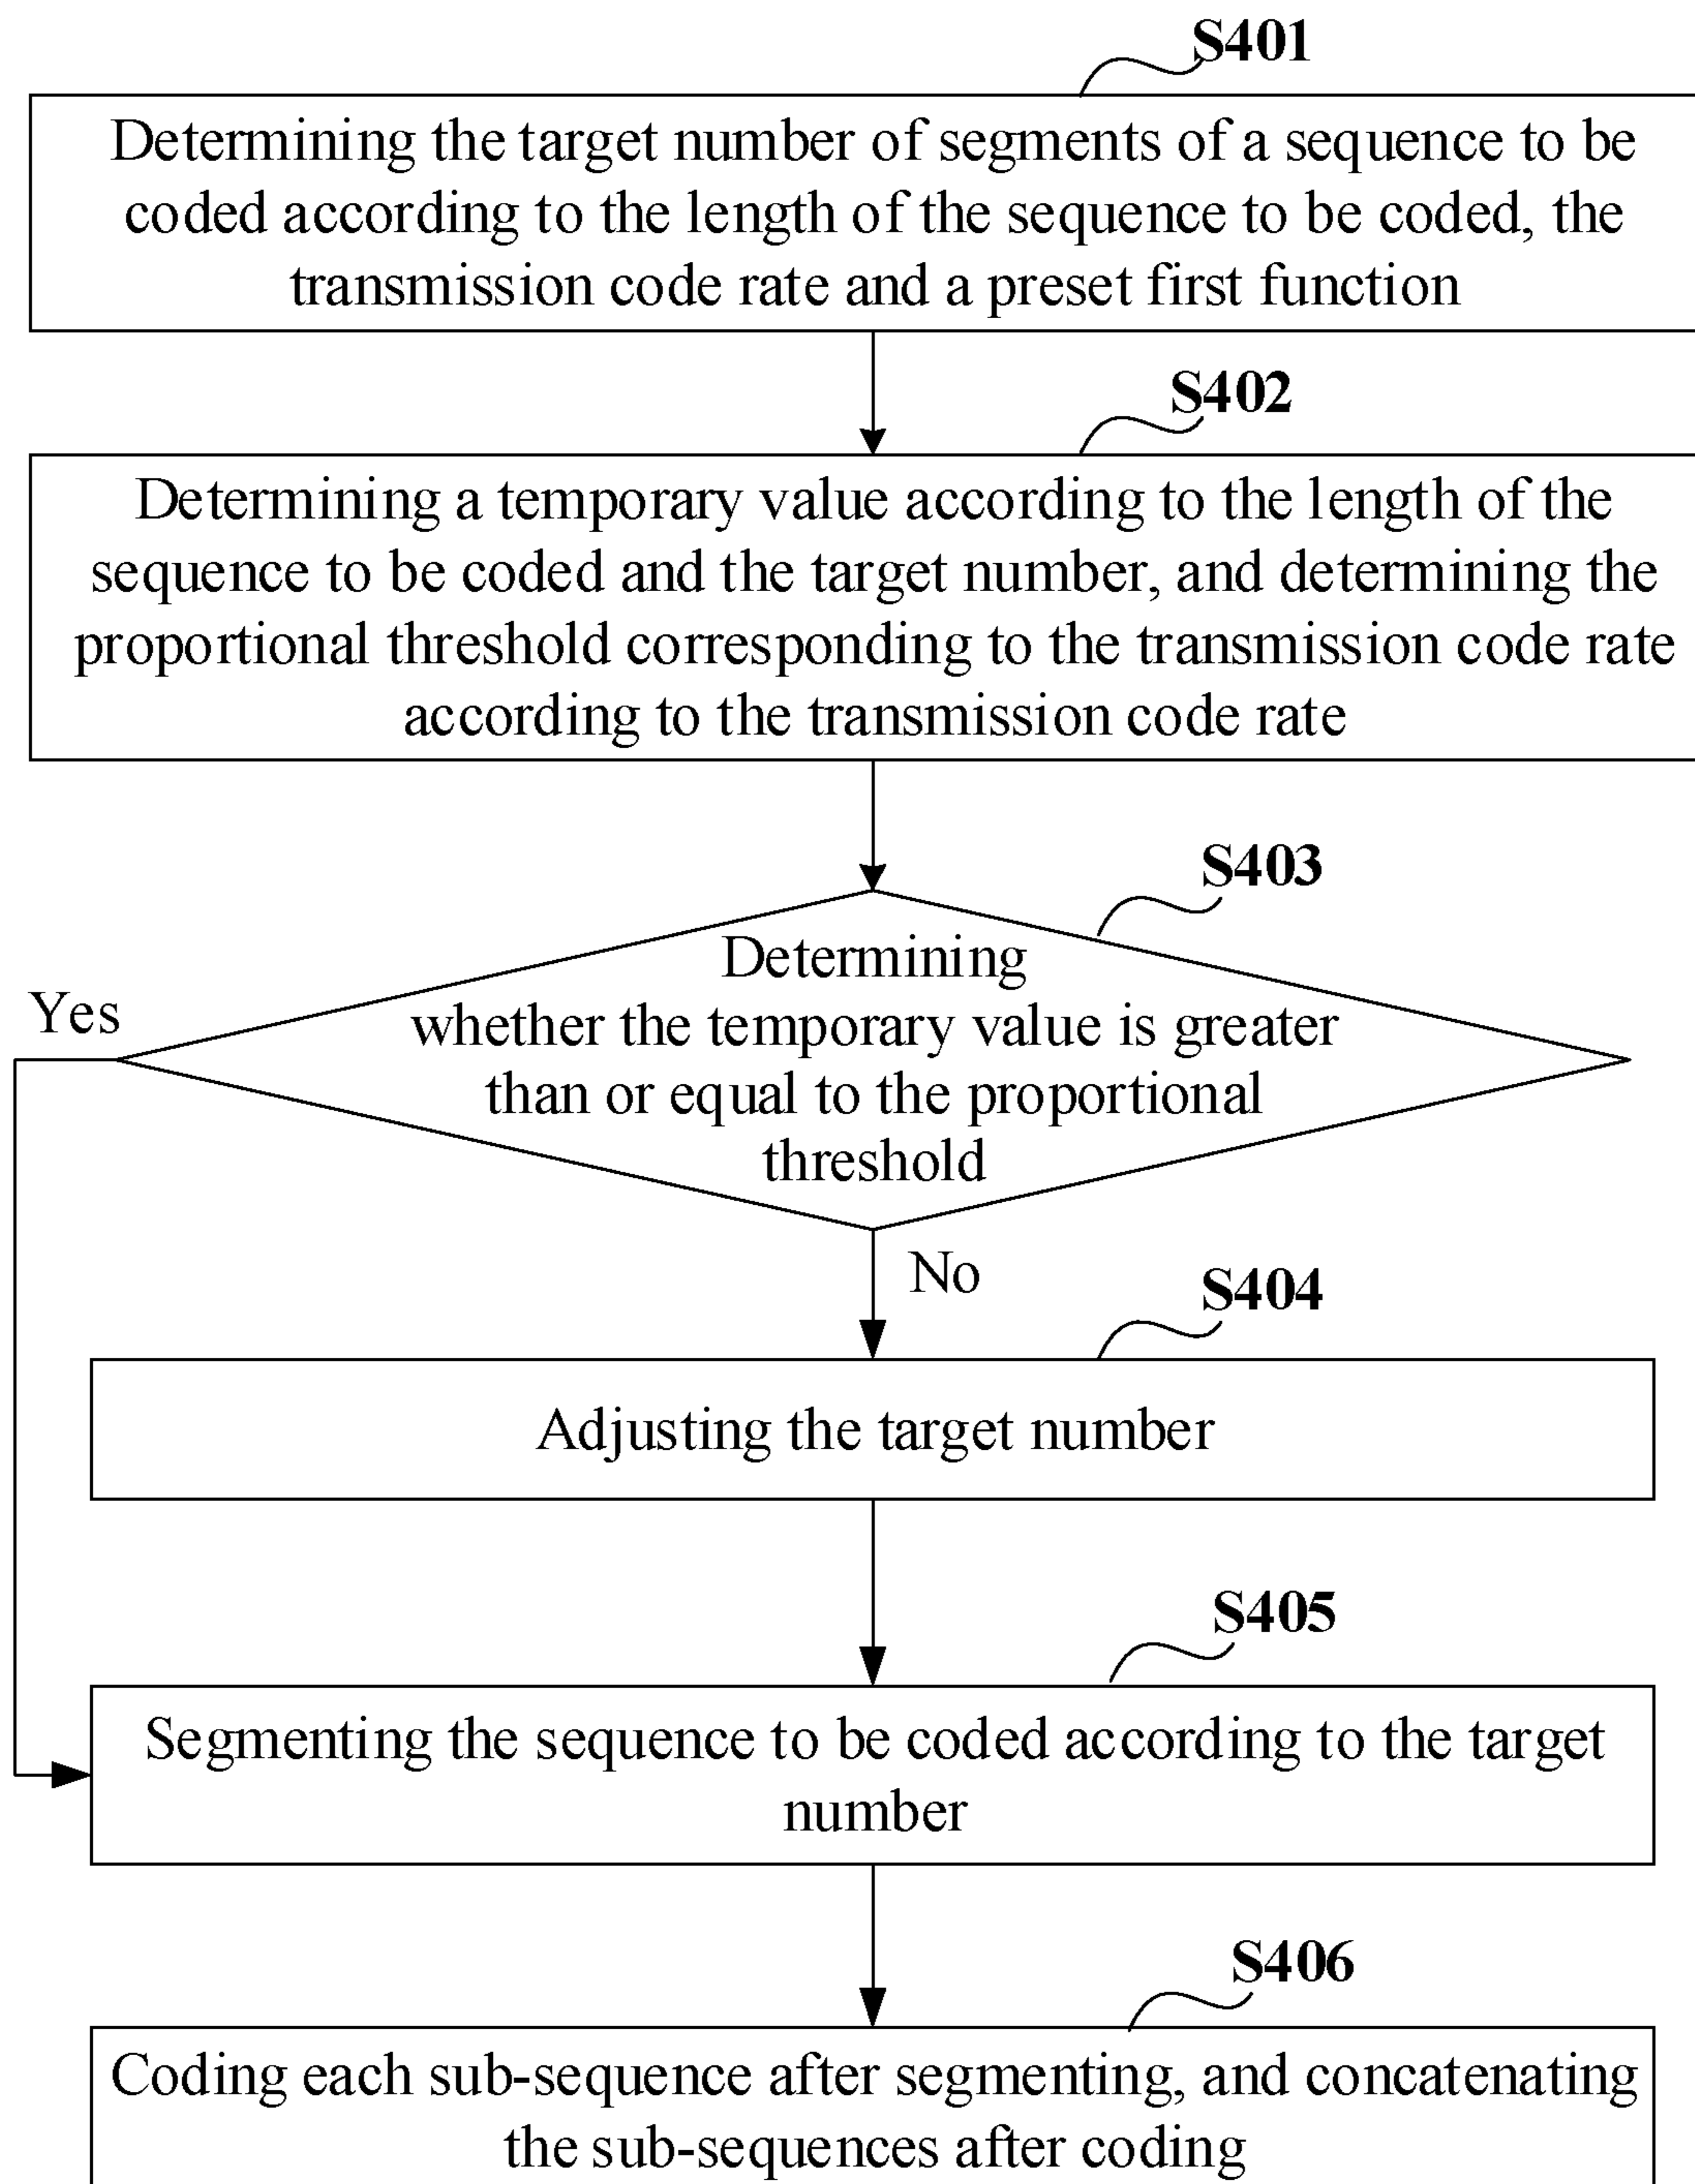 S401
Determining the target number of segments of a sequence to be
coded according to the length of the sequence to be coded, the
transmission code rate and a preset first function
S402
Determining a temporary value according to the length of the
sequence to be coded and the target number, and determining the
proportional threshold corresponding to the transmission code rate
according to the transmission code rate
S403
Determining
whether the temporary value is greater
than or equal to the proportional
threshold
Yes
No
S404
Adjusting the target number
S405
Segmenting the sequence to be coded according to the target
number
S406
Coding each sub-sequence after segmenting, and concatenating
the sub-sequences after coding